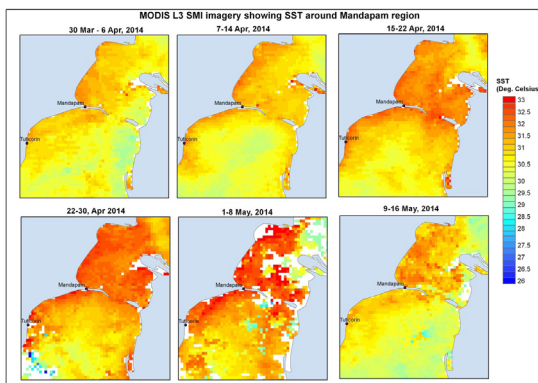 MODIS L3 SMI imagery showing SST around Mandapam region
30 Mar - 6 Apr, 2014
7-14 Apr, 2014
15-22 Apr, 2014
Mandapam
Tuticorin
Mandapam
Tuticorin
Mandapam
Tuticorin
SST
(Deg. Celsius)
33
32.5
32
31.5
31
30.5
30
29.5
29
28.5
28
27.5
27
26.5
26
22-30, Apr 2014
1-8 May, 2014
9-16 May, 2014
Mandapam
Tuticorin
Mandapam
Tuticorin
Mandapam
Tuticorin